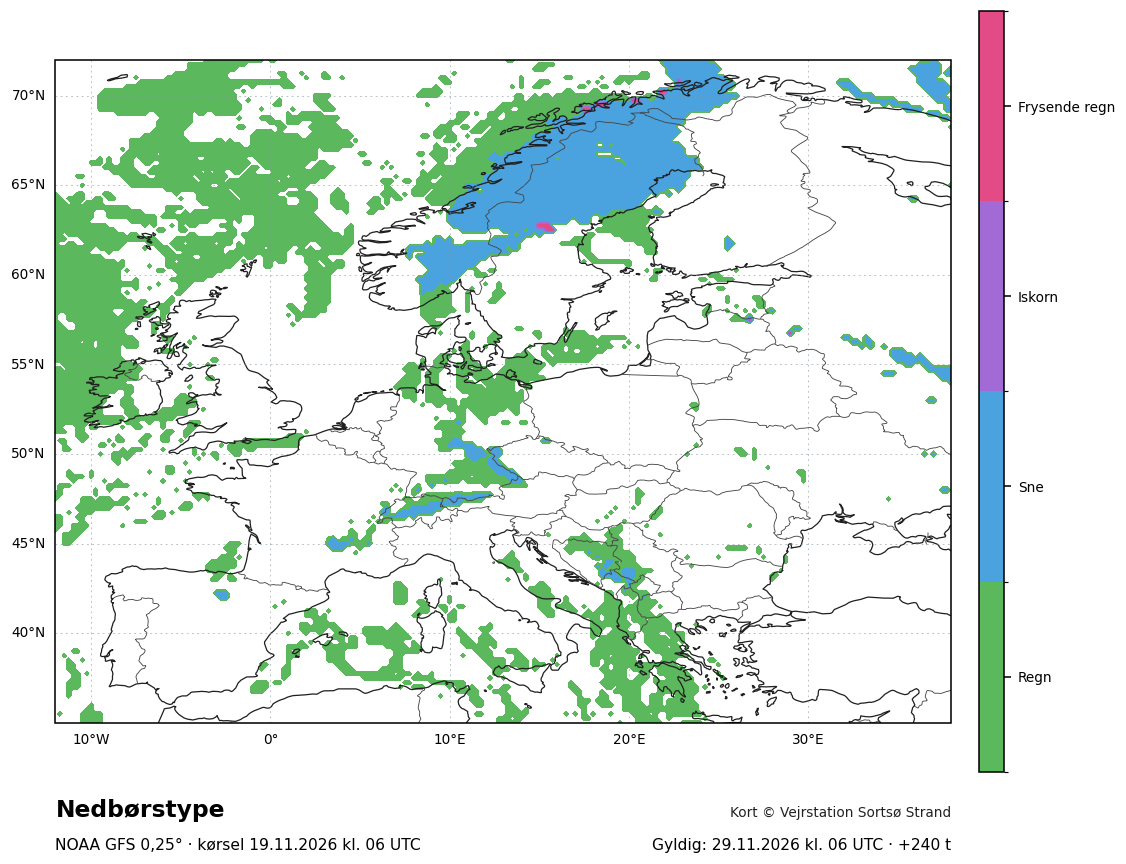 70°N
65°N
60°N
55°N
50°N
45°N
40°N
10°W
0°
10°E
20°E
30°E
Frysende regn
Iskorn
Sne
Regn
Nedbørstype
Kort © Vejrstation Sortsø Strand
NOAA GFS 0,25° · kørsel 19.11.2026 kl. 06 UTC
Gyldig: 29.11.2026 kl. 06 UTC · +240 t